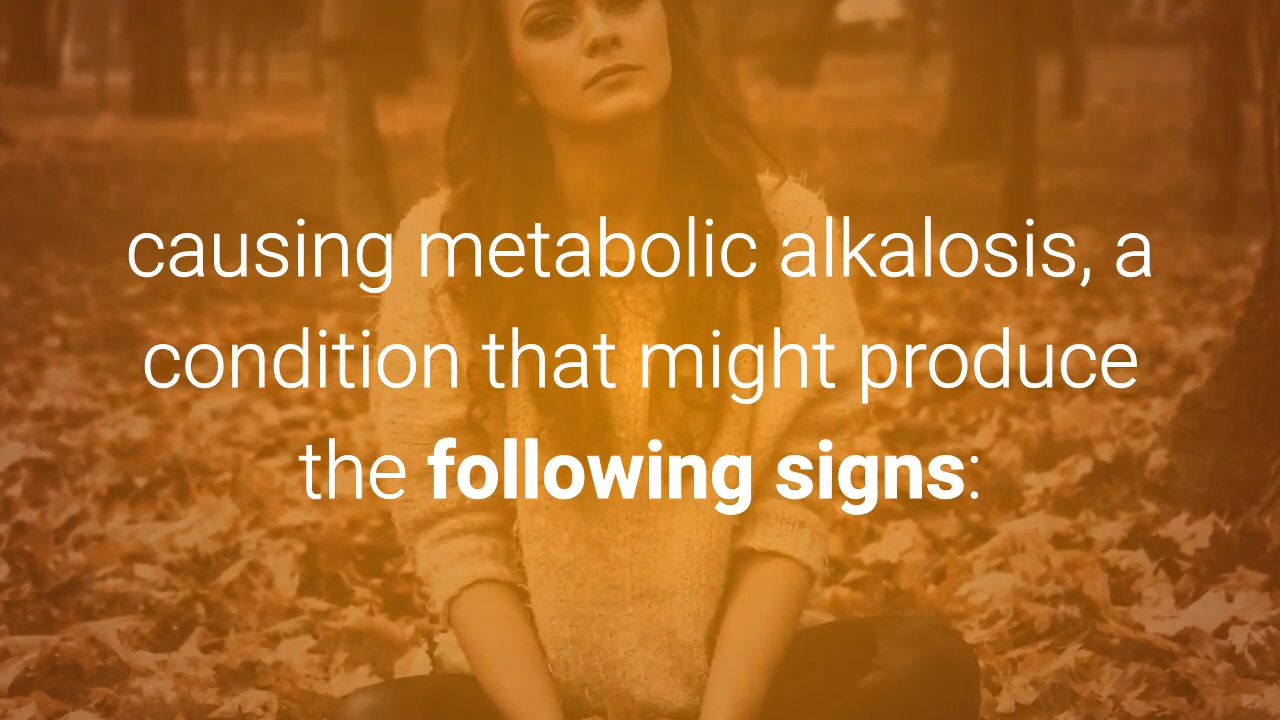 causing metabolic alkalosis, a
condition that might produce
the following signs: